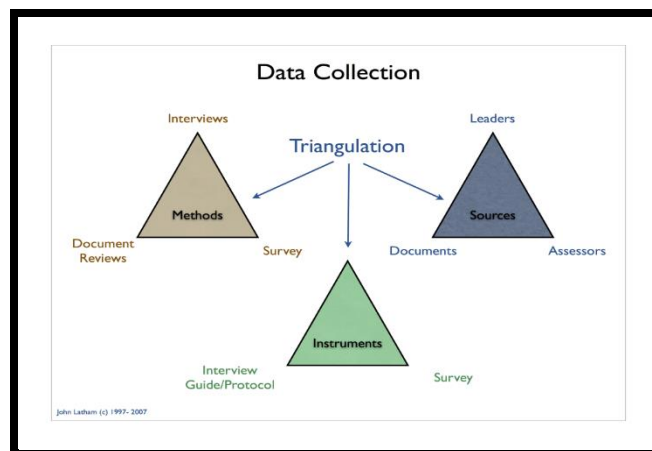 Data Collection
Interviews
Leaders
Triangulation
Methods
Sources
Document
Reviews
Survey
Documents
Assessors
Instruments
Interview
Guide/Protocol
Survey
John Latham (c) 1997- 2007